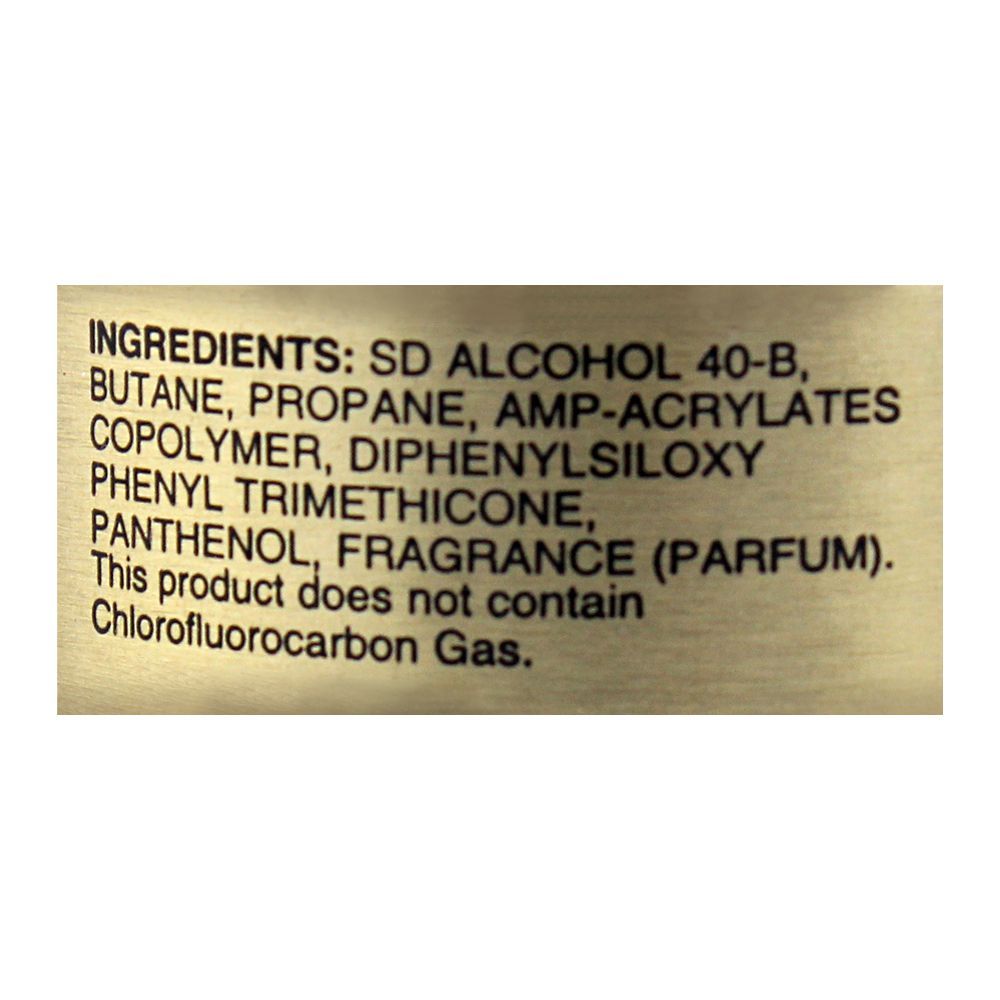 INGREDIENTS: SD ALCOHOL 40-B,
BUTANE, PROPANE, AMP-ACRYLATES
COPOLYMER, DIPHENYLSILOXY
PHENYL TRIMETHICONE,
PANTHENOL, FRAGRANCE (PARFUM).
This product does not contain
Chlorofluorocarbon Gas.